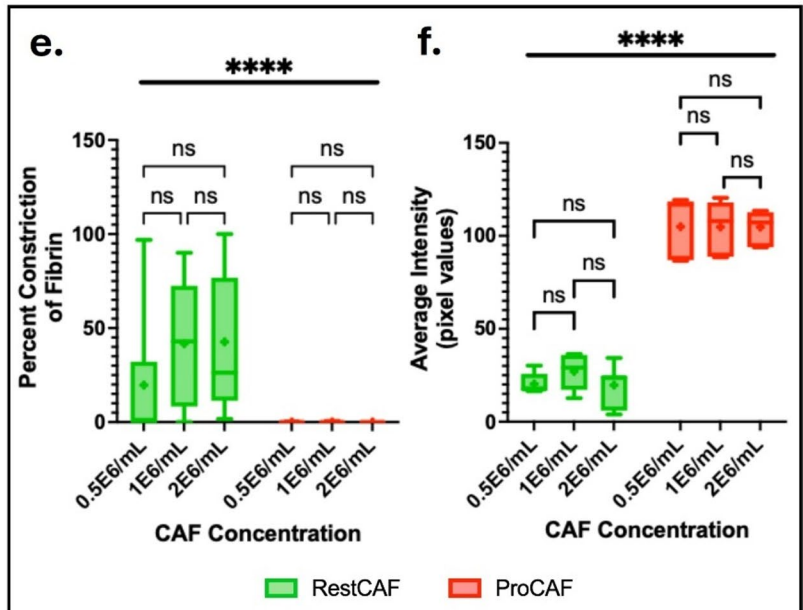 e.
****
150
100
50
0
Percent Constriction
of Fibrin
ns
ns
ns ns
ns ns
0.5E6/mL
1E6/mL
2E6/mL
0.5E6/mL
1E6/mL
2E6/mL
CAF Concentration
f.
****
150
100
50
0
Average Intensity
(pixel values)
ns
ns
ns
ns
ns
ns
0.5E6/mL
1E6/mL
2E6/mL
0.5E6/mL
1E6/mL
2E6/mL
CAF Concentration
RestCAF
ProCAF